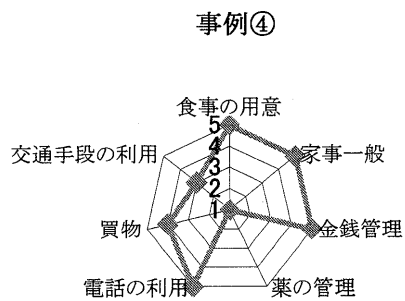 事例④
食事の用意
家事一般
金銭管理
薬の管理
電話の利用
買物
交通手段の利用
5
4
3
2
1